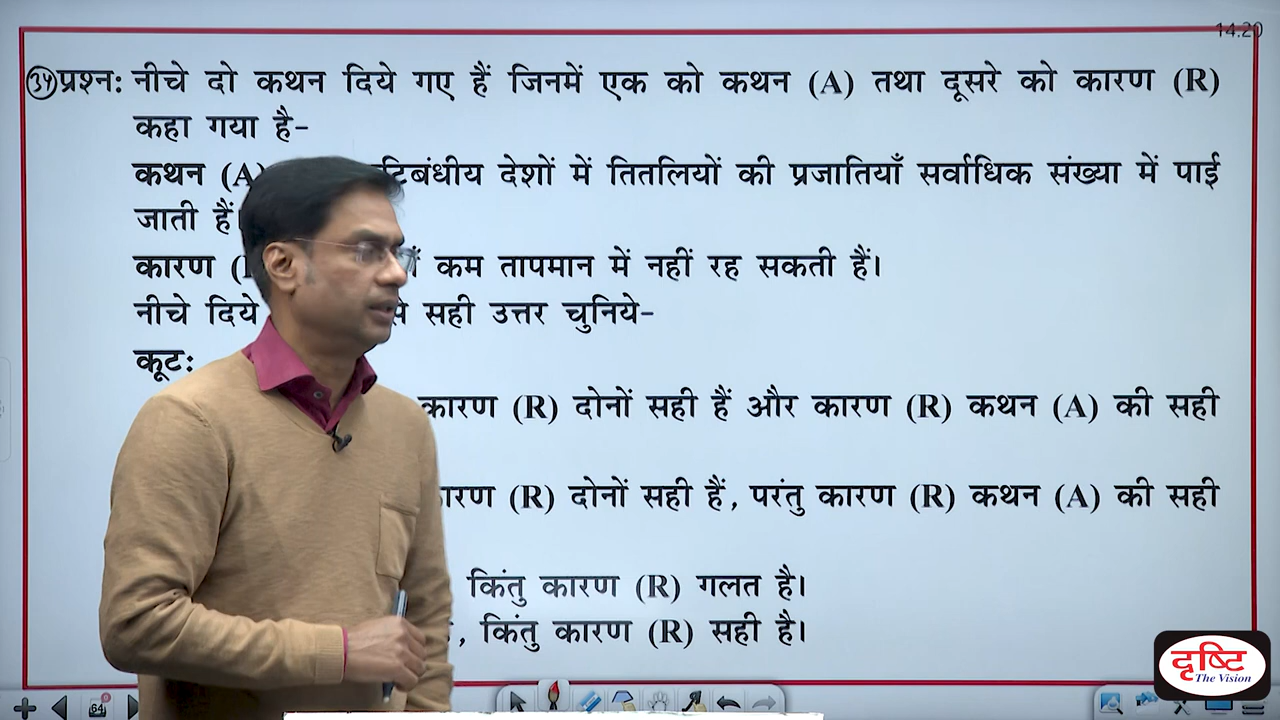 14:20
34 प्रश्न: नीचे दो कथन दिये गए हैं जिनमें एक को कथन (A) तथा दूसरे को कारण (R)
कहा गया है-
कथन (A) देशों में तितलियों की प्रजातियाँ सर्वाधिक संख्या में पाई
जाती हैं
कारण कम तापमान में नहीं रह सकती हैं।
नीचे दिये सही उत्तर चुनिये-
कूट:
कारण (R) दोनों सही हैं और कारण (R) कथन (A) की सही
(R) दोनों सही हैं, परंतु कारण (R) कथन (A) की सही
किंतु कारण (R) गलत है।
, किंतु कारण (R) सही है।
64
दृष्टि
The Vision